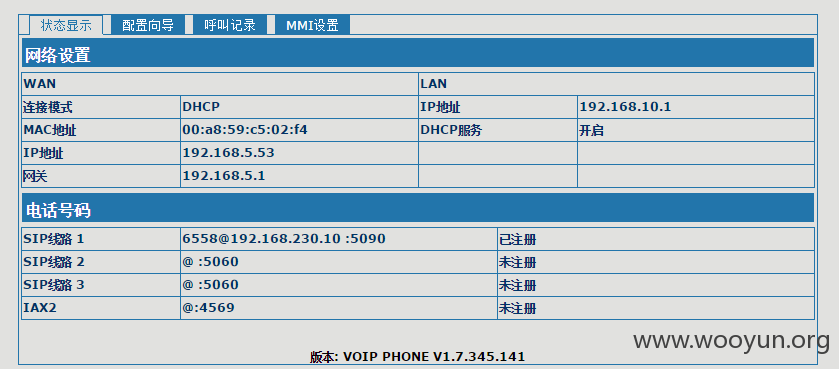 状态显示 配置向导 呼叫记录 MMI设置
网络设置
WAN LAN
连接模式 DHCP IP地址 192.168.10.1
MAC地址 00:a8:59:c5:02:f4 DHCP服务 开启
IP地址 192.168.5.53
网关 192.168.5.1
电话号码
SIP线路 1 6558@192.168.230.10 :5090 已注册
SIP线路 2 @ :5060 未注册
SIP线路 3 @ :5060 未注册
IAX2 @:4569 未注册
www.wooyun.org
版本: VOIP PHONE V1.7.345.141